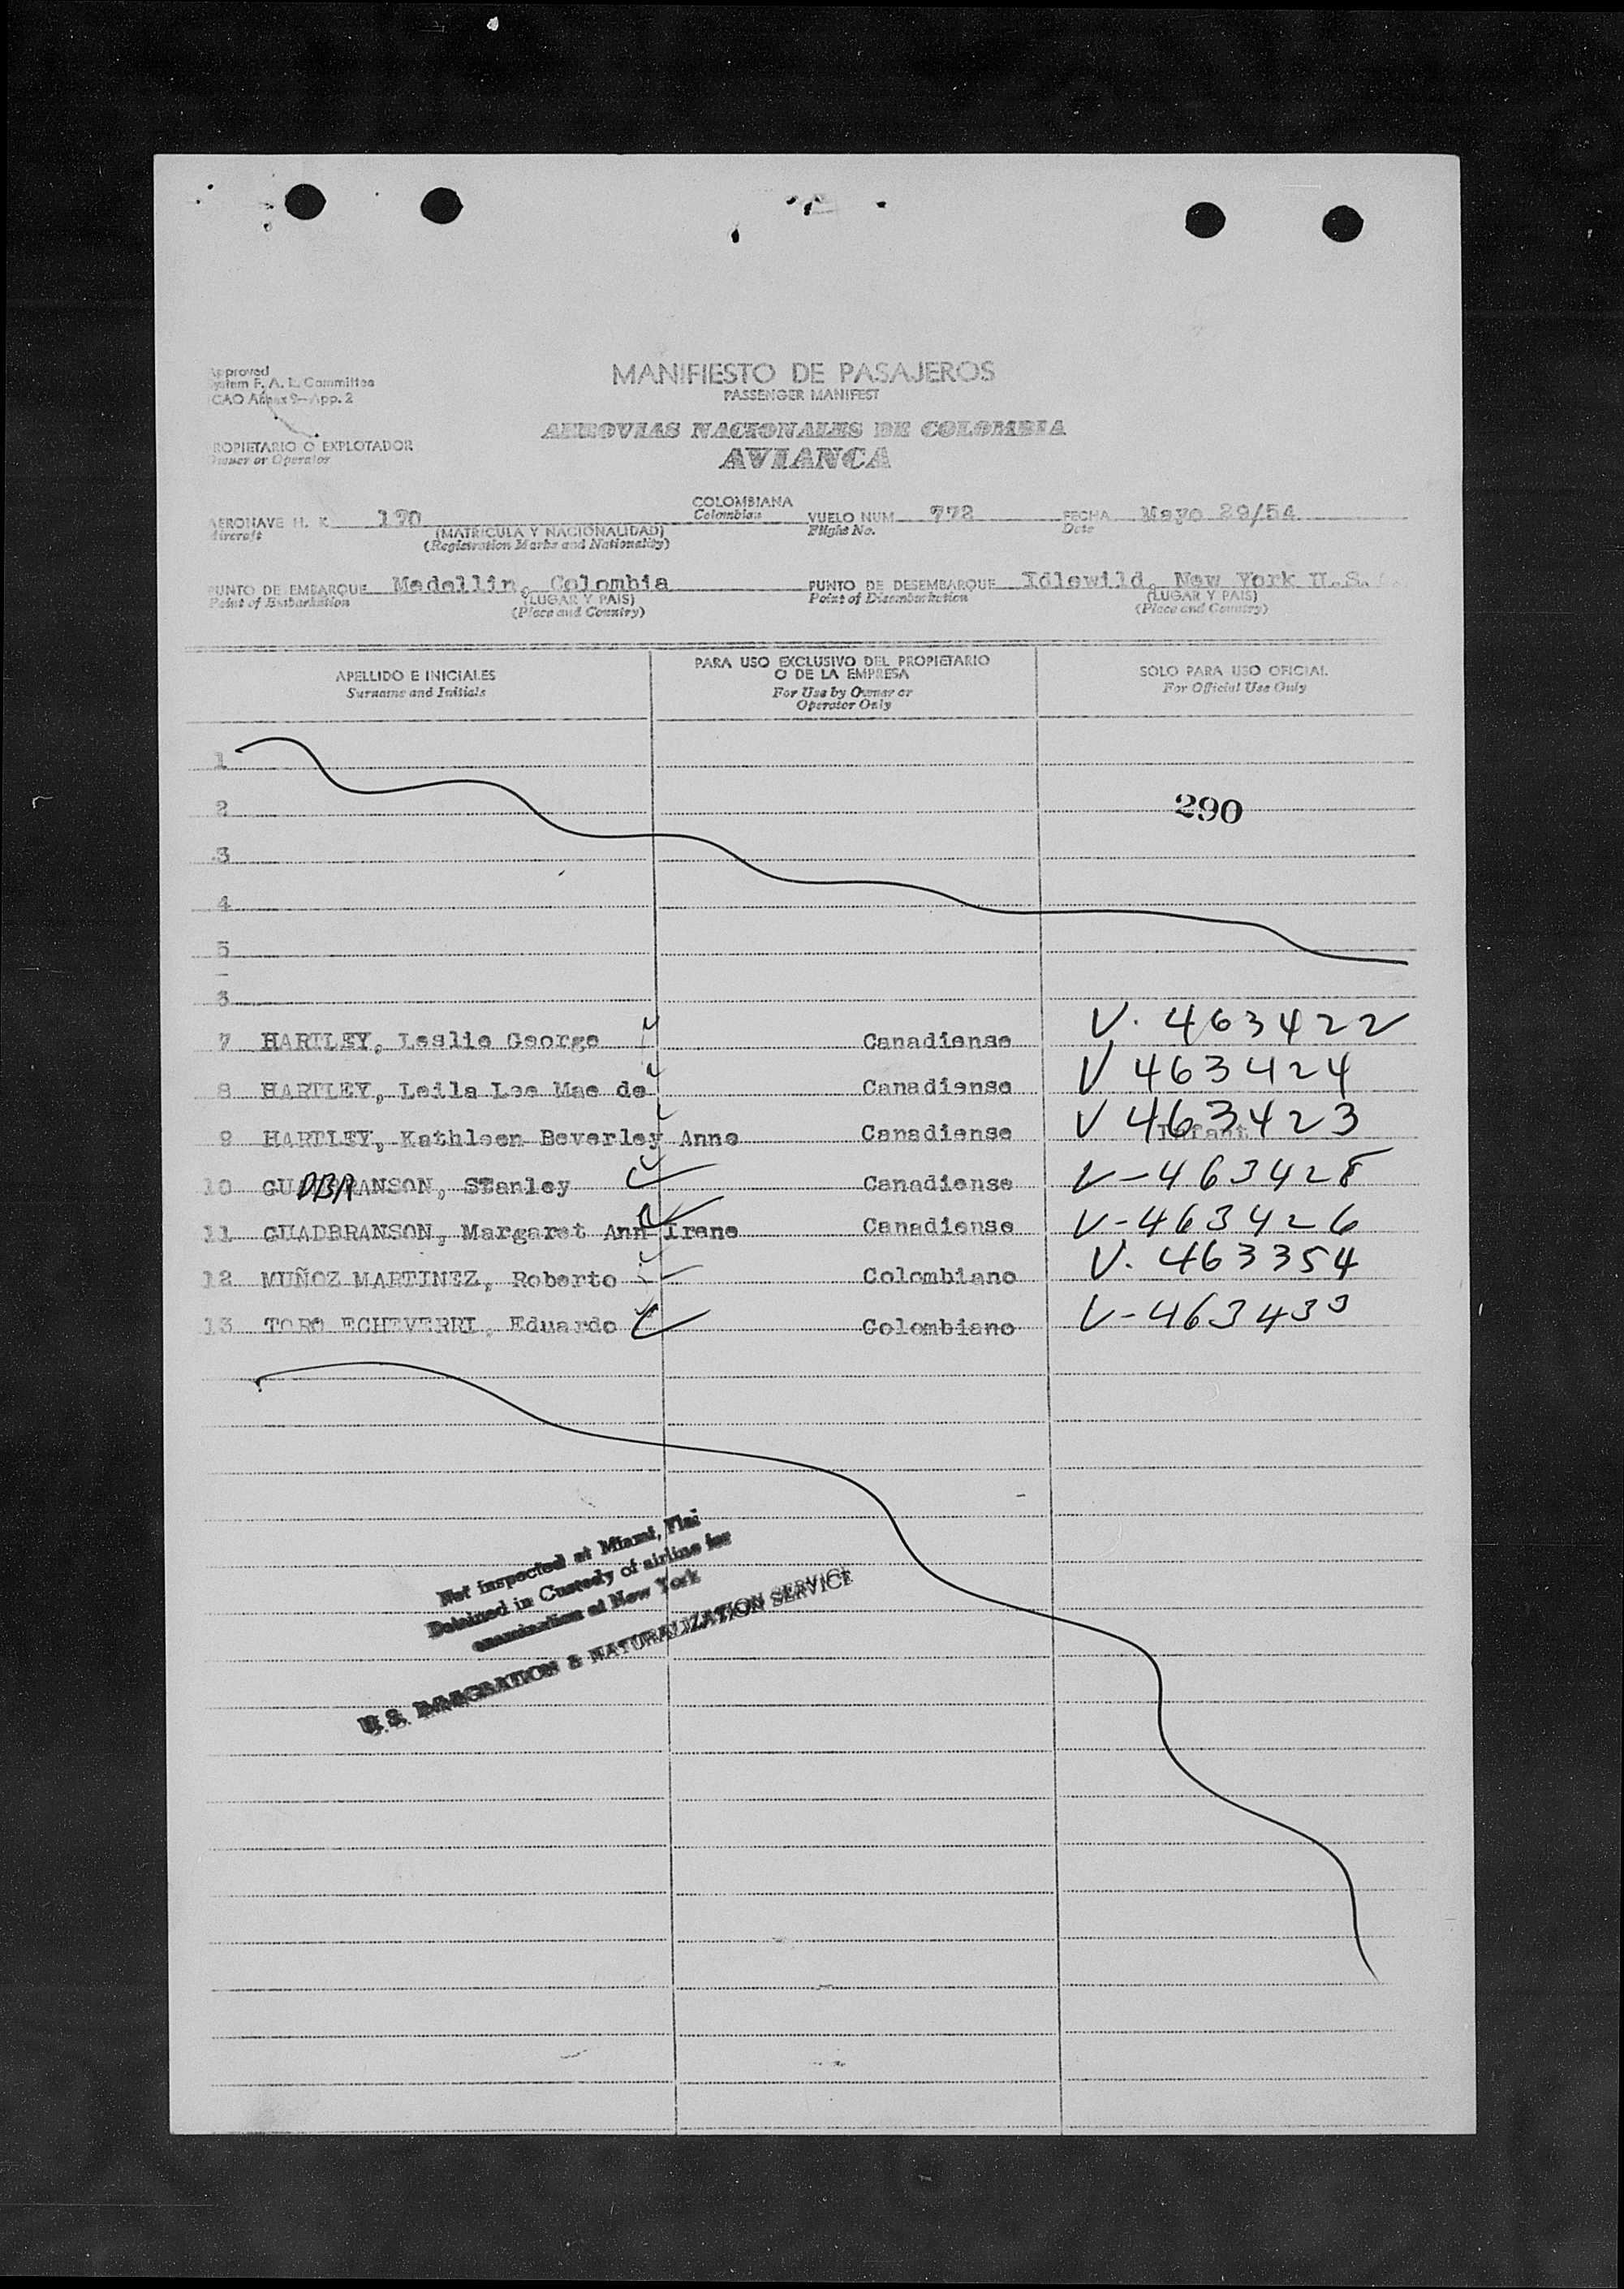 Approved
System F. A. L. Committee
ICAO Annex 9—App. 2
MANIFIESTO DE PASAJEROS
PASSENGER MANIFEST
AEROVIAS NACIONALES DE COLOMBIA
AVIANCA
PROPIETARIO O EXPLOTADOR
Owner or Operator
AERONAVE H. K. 170 COLOMBIANA VUELO NUM. 772 FECHA Mayo 29/54
Aircraft (MATRICULA Y NACIONALIDAD) Colombian Flight No. Date
(Registration Marks and Nationality)
PUNTO DE EMBARQUE Medellin, Colombia PUNTO DE DESEMBARQUE Idlewild, New York U.S.
Point of Embarkation (LUGAR Y PAIS) Point of Disembarkation (LUGAR Y PAIS)
(Place and Country) (Place and Country)
APELLIDO E INICIALES PARA USO EXCLUSIVO DEL PROPIETARIO O DE LA EMPRESA SOLO PARA USO OFICIAL
Surname and Initials For Use by Owner or Operator Only For Official Use Only
1
2 290
3
4
5
7 HARTLEY, Leslie George Canadiense V. 463422
8 HARTLEY, Leila Lee Mae de Canadiense V 463424
9 HARTLEY, Kathleen Beverley Anne Canadiense Infant V 463423
10 GUDBRANSON, Stanley Canadiense V-463428
11 GUADBRANSON, Margaret Ann Irene Canadiense V-463426
12 MUÑOZ MARTINEZ, Roberto Colombiano V. 463354
13 TORO ECHEVERRI, Eduardo Colombiano V-463433
Not inspected at Miami, Fla
Detained in Custody of airline for
examination at New York
U. S. IMMIGRATION & NATURALIZATION SERVICE